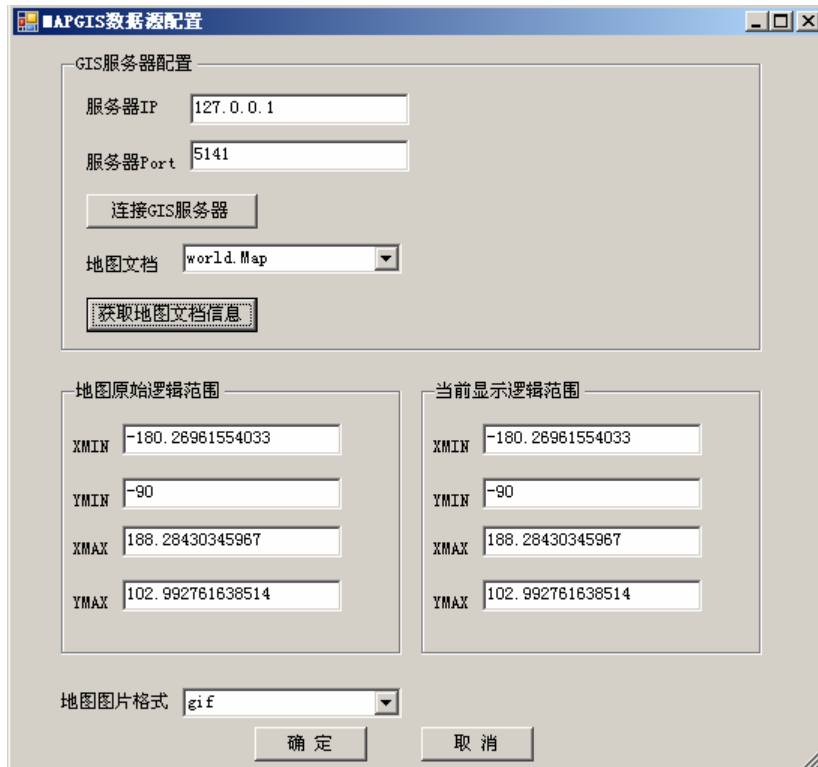 MAPGIS数据源配置
GIS服务器配置
服务器IP 127.0.0.1
服务器Port 5141
连接GIS服务器
地图文档 world.Map
获取地图文档信息
地图原始逻辑范围
XMIN -180.26961554033
YMIN -90
XMAX 188.28430345967
YMAX 102.992761638514
当前显示逻辑范围
XMIN -180.26961554033
YMIN -90
XMAX 188.28430345967
YMAX 102.992761638514
地图图片格式 gif
确 定
取 消